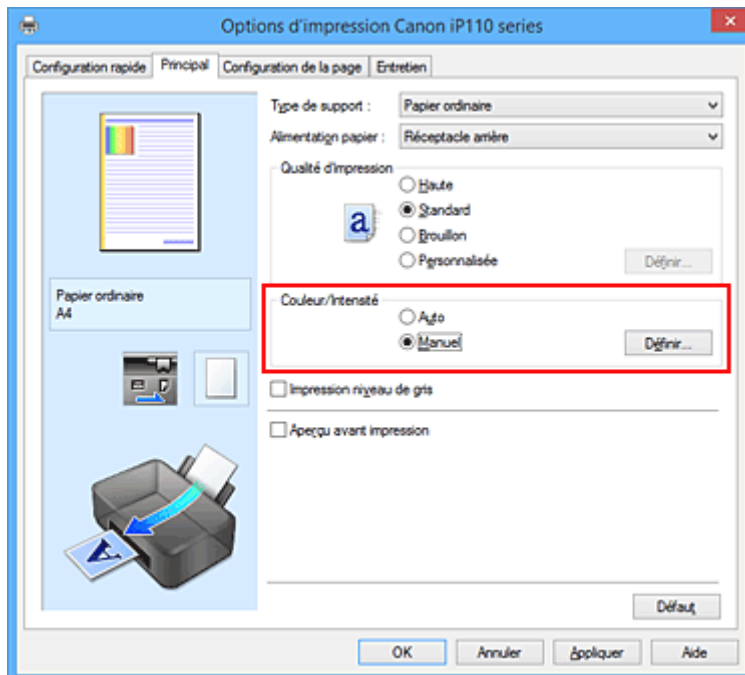 Options d'impression Canon iP110 series
Configuration rapide Principal Configuration de la page Entretien
Type de support : Papier ordinaire
Alimentation papier : Réceptacle arrière
Qualité d'impression
Haute
Standard
Brouillon
Personnalisée Définir...
a
Papier ordinaire
A4
Couleur/Intensité
Auto
Manuel Définir...
Impression niveau de gris
Aperçu avant impression
A
Défaut
OK Annuler Appliquer Aide